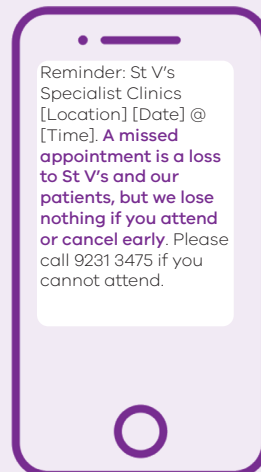 Reminder: St V's
Specialist Clinics
[Location] [Date] @
[Time]. A missed
appointment is a loss
to St V's and our
patients, but we lose
nothing if you attend
or cancel early. Please
call 9231 3475 if you
cannot attend.